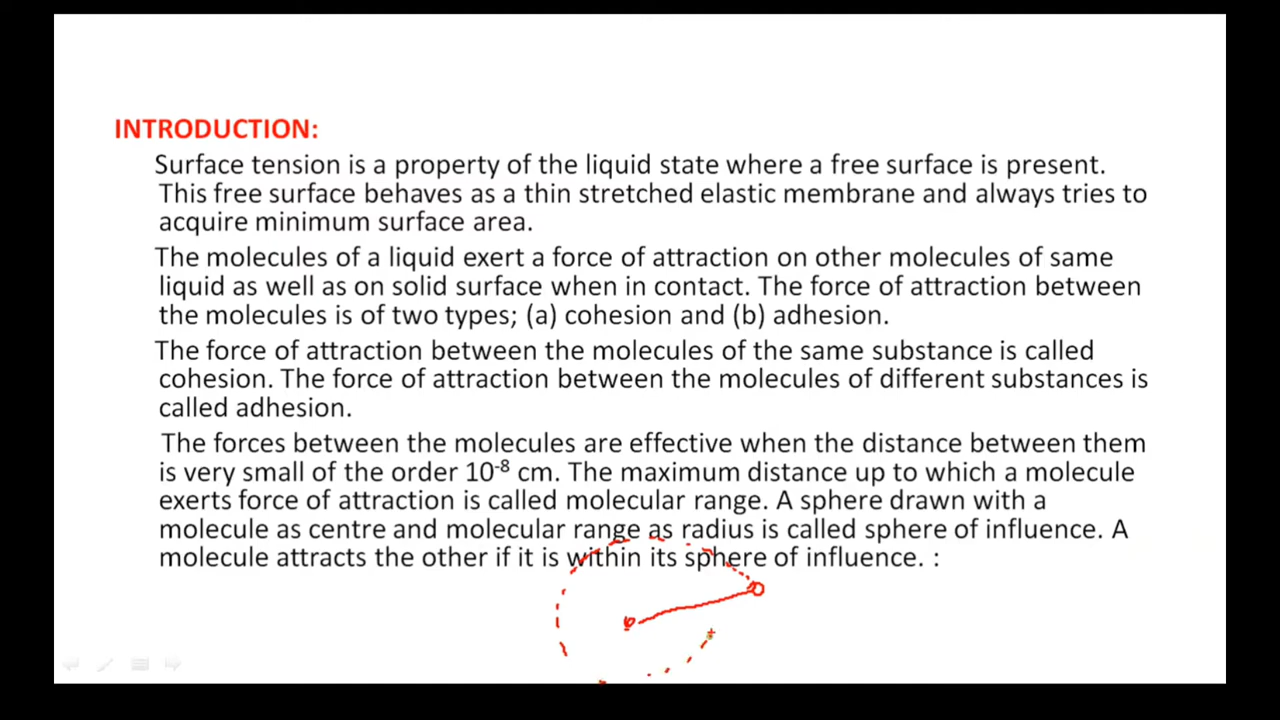 INTRODUCTION:
Surface tension is a property of the liquid state where a free surface is present.
This free surface behaves as a thin stretched elastic membrane and always tries to
acquire minimum surface area.
The molecules of a liquid exert a force of attraction on other molecules of same
liquid as well as on solid surface when in contact. The force of attraction between
the molecules is of two types; (a) cohesion and (b) adhesion.
The force of attraction between the molecules of the same substance is called
cohesion. The force of attraction between the molecules of different substances is
called adhesion.
The forces between the molecules are effective when the distance between them
is very small of the order 10⁻⁸ cm. The maximum distance up to which a molecule
exerts force of attraction is called molecular range. A sphere drawn with a
molecule as centre and molecular range as radius is called sphere of influence. A
molecule attracts the other if it is within its sphere of influence. :